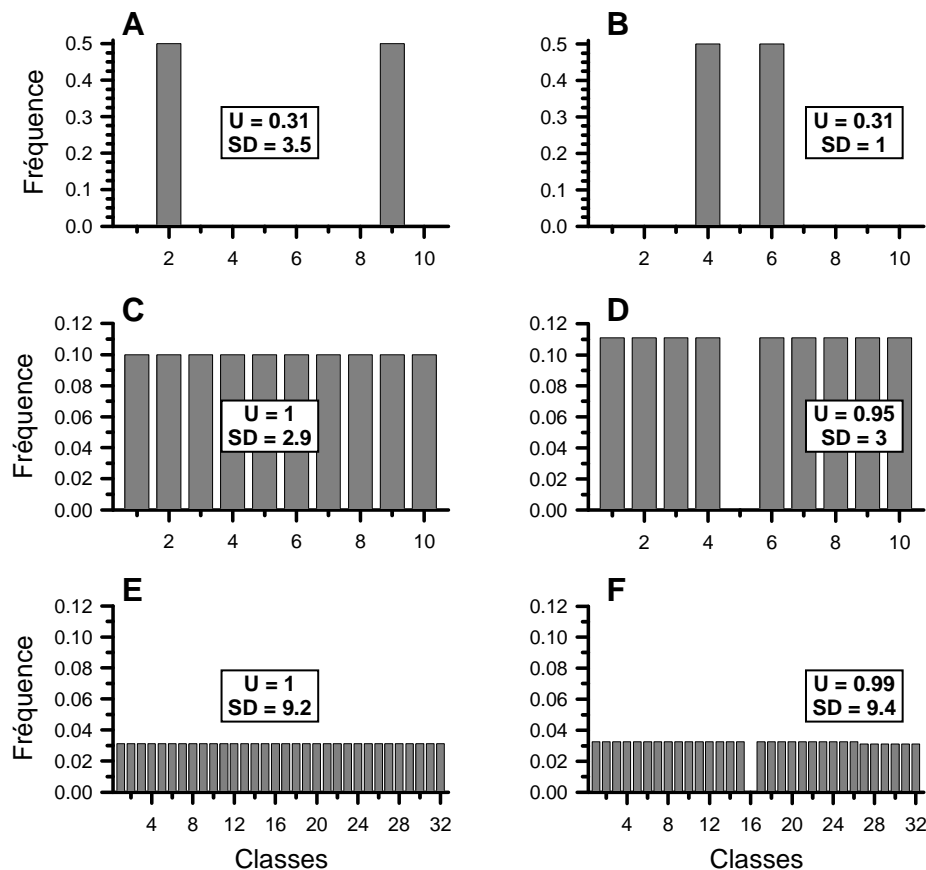 A
Fréquence
0.5
0.4
0.3
0.2
0.1
0.0
U = 0.31
SD = 3.5
2 4 6 8 10
B
0.5
0.4
0.3
0.2
0.1
0.0
U = 0.31
SD = 1
2 4 6 8 10
C
Fréquence
0.12
0.10
0.08
0.06
0.04
0.02
0.00
U = 1
SD = 2.9
2 4 6 8 10
D
0.12
0.10
0.08
0.06
0.04
0.02
0.00
U = 0.95
SD = 3
2 4 6 8 10
E
Fréquence
0.12
0.10
0.08
0.06
0.04
0.02
0.00
U = 1
SD = 9.2
4 8 12 16 20 24 28 32
Classes
F
0.12
0.10
0.08
0.06
0.04
0.02
0.00
U = 0.99
SD = 9.4
4 8 12 16 20 24 28 32
Classes